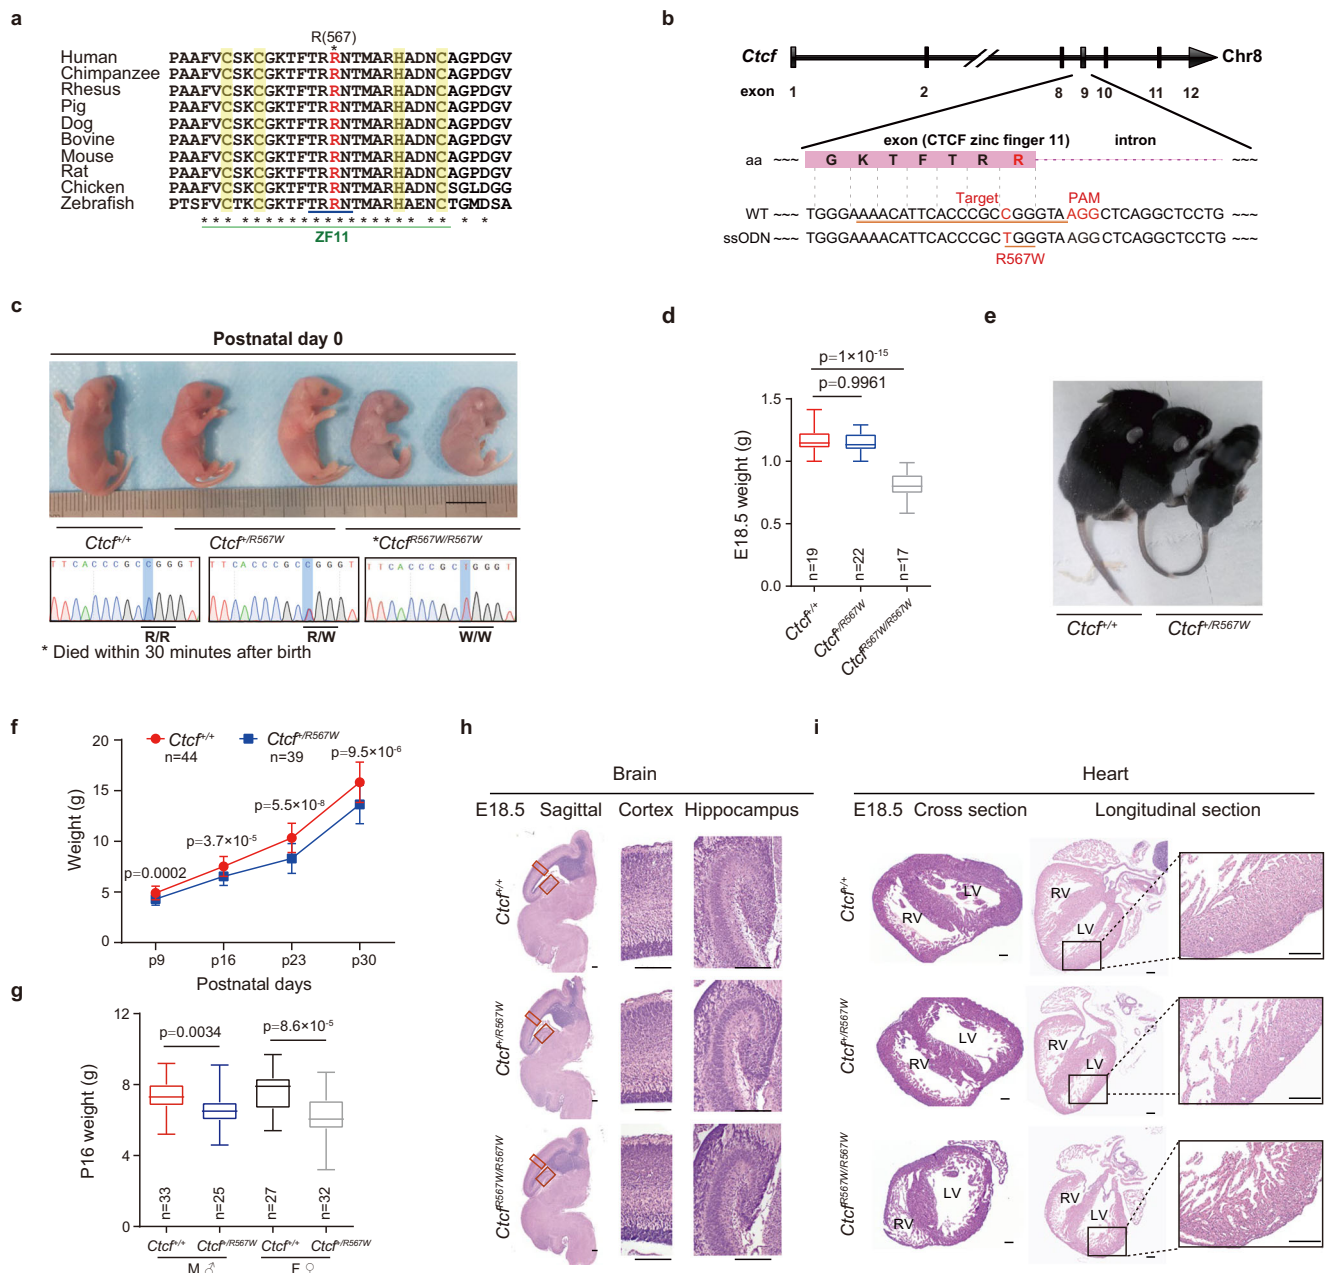 a
R(567)
*
Human PAAFVCSKCGKTFTRRNTMARHADNCAGPDGV
Chimpanzee PAAFVCSKCGKTFTRRNTMARHADNCAGPDGV
Rhesus PAAFVCSKCGKTFTRRNTMARHADNCAGPDGV
Pig PAAFVCSKCGKTFTRRNTMARHADNCAGPDGV
Dog PAAFVCSKCGKTFTRRNTMARHADNCAGPDGV
Bovine PAAFVCSKCGKTFTRRNTMARHADNCAGPDGV
Mouse PAAFVCSKCGKTFTRRNTMARHADNCAGPDGV
Rat PAAFVCSKCGKTFTRRNTMARHADNCAGPDGV
Chicken PAAFVCSKCGKTFTRRNTMARHADNCSGLDGG
Zebrafish PTSFVCTKCGKTFTRRNTMARHAENCTGMDSA
*** ****************** ** * *
ZF11
b
Ctcf Chr8
exon 1 2 8 9 10 11 12
exon (CTCF zinc finger 11) intron
aa ~~~ G K T F T R R ~~~
Target PAM
WT ~~~ TGGGAAAACATTCACCCGCCGGGTAAGGCTCAGGCTCCTG ~~~
ssODN ~~~ TGGGAAAACATTCACCCGCTGGGTAAGGCTCAGGCTCCTG ~~~
R567W
c
Postnatal day 0
Ctcf+/+ Ctcf+/R567W *CtcfR567W/R567W
TTCACCCGCCGGGT TTCACCCGCCGGGT TTCACCCGCTGGGT
R/R R/W W/W
* Died within 30 minutes after birth
d
p=1×10-15
p=0.9961
E18.5 weight (g)
1.5
1.0
0.5
0.0
n=19 n=22 n=17
Ctcf+/+ Ctcf+/R567W CtcfR567W/R567W
e
Ctcf+/+ Ctcf+/R567W
f
Ctcf+/+ Ctcf+/R567W
n=44 n=39
p=0.0002 p=3.7×10-5 p=5.5×10-8 p=9.5×10-6
Weight (g)
20
15
10
5
0
p9 p16 p23 p30
Postnatal days
g
p=0.0034 p=8.6×10-5
P16 weight (g)
12
8
4
0
n=33 n=25 n=27 n=32
Ctcf+/+ Ctcf+/R567W Ctcf+/+ Ctcf+/R567W
M ♂ F ♀
h
Brain
E18.5 Sagittal Cortex Hippocampus
Ctcf+/+
Ctcf+/R567W
CtcfR567W/R567W
i
Heart
E18.5 Cross section Longitudinal section
Ctcf+/+ RV LV RV LV
Ctcf+/R567W RV LV RV LV
CtcfR567W/R567W RV LV RV LV